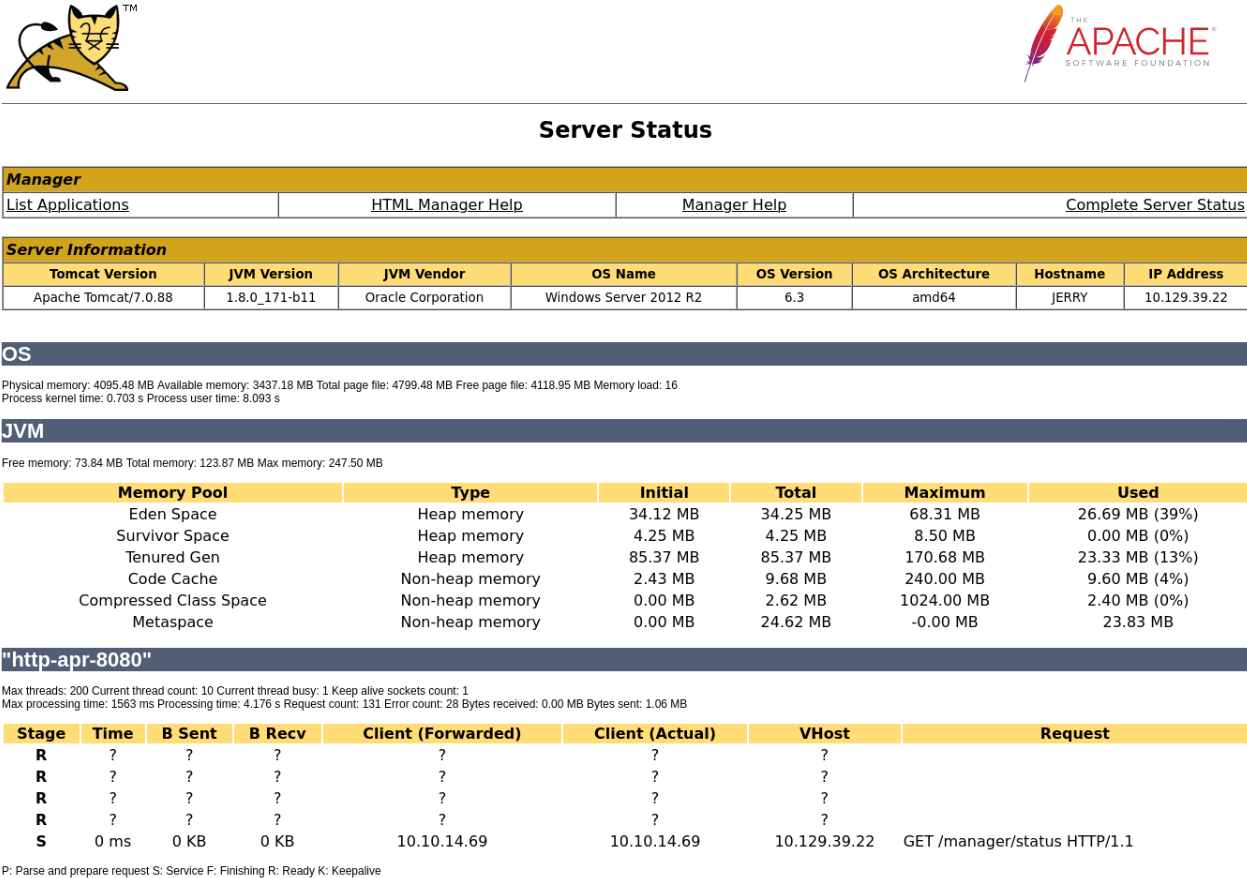 TM
THE
APACHE®
SOFTWARE FOUNDATION
Server Status
Manager
List Applications HTML Manager Help Manager Help Complete Server Status
Server Information
Tomcat Version JVM Version JVM Vendor OS Name OS Version OS Architecture Hostname IP Address
Apache Tomcat/7.0.88 1.8.0_171-b11 Oracle Corporation Windows Server 2012 R2 6.3 amd64 JERRY 10.129.39.22
OS
Physical memory: 4095.48 MB Available memory: 3437.18 MB Total page file: 4799.48 MB Free page file: 4118.95 MB Memory load: 16
Process kernel time: 0.703 s Process user time: 8.093 s
JVM
Free memory: 73.84 MB Total memory: 123.87 MB Max memory: 247.50 MB
Memory Pool Type Initial Total Maximum Used
Eden Space Heap memory 34.12 MB 34.25 MB 68.31 MB 26.69 MB (39%)
Survivor Space Heap memory 4.25 MB 4.25 MB 8.50 MB 0.00 MB (0%)
Tenured Gen Heap memory 85.37 MB 85.37 MB 170.68 MB 23.33 MB (13%)
Code Cache Non-heap memory 2.43 MB 9.68 MB 240.00 MB 9.60 MB (4%)
Compressed Class Space Non-heap memory 0.00 MB 2.62 MB 1024.00 MB 2.40 MB (0%)
Metaspace Non-heap memory 0.00 MB 24.62 MB -0.00 MB 23.83 MB
"http-apr-8080"
Max threads: 200 Current thread count: 10 Current thread busy: 1 Keep alive sockets count: 1
Max processing time: 1563 ms Processing time: 4.176 s Request count: 131 Error count: 28 Bytes received: 0.00 MB Bytes sent: 1.06 MB
Stage Time B Sent B Recv Client (Forwarded) Client (Actual) VHost Request
R ? ? ? ? ? ?
R ? ? ? ? ? ?
R ? ? ? ? ? ?
R ? ? ? ? ? ?
S 0 ms 0 KB 0 KB 10.10.14.69 10.10.14.69 10.129.39.22 GET /manager/status HTTP/1.1
P: Parse and prepare request S: Service F: Finishing R: Ready K: Keepalive